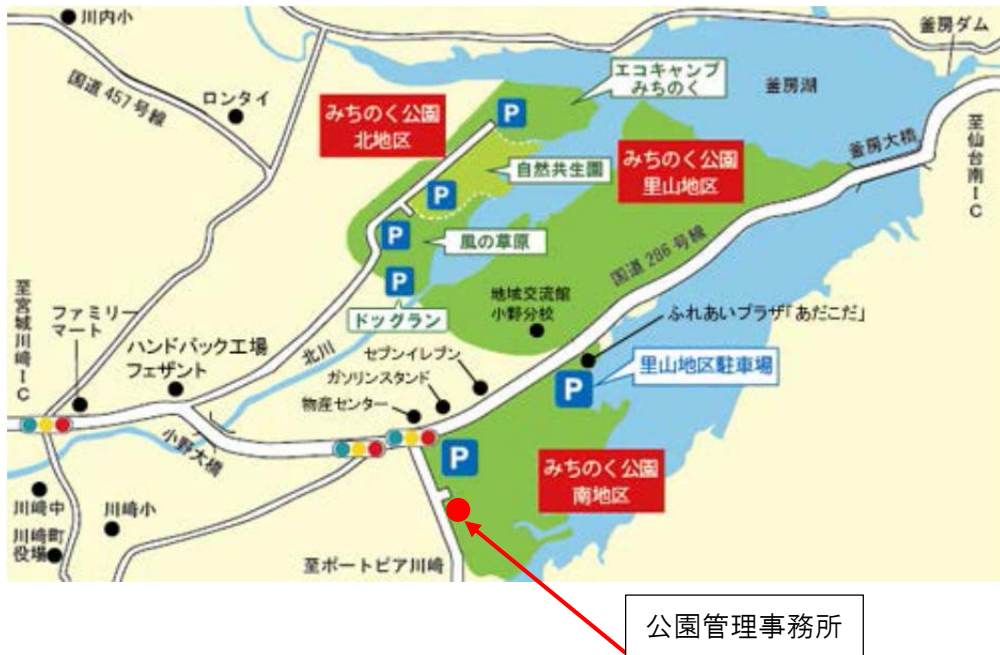 川内小
国道457号線
ロンタイ
みちのく公園
北地区
エコキャンプ
みちのく
釜房湖
釜房ダム
至仙台南IC
釜房大橋
みちのく公園
里山地区
自然共生園
風の草原
国道286号線
ドッグラン
地域交流館
小野分校
ふれあいプラザ「あだこだ」
里山地区駐車場
至宮城川崎IC
ファミリー
マート
ハンドバック工場
フェザント
北川
セブンイレブン
ガソリンスタンド
物産センター
小野大橋
みちのく公園
南地区
川崎中
川崎小
川崎町
役場
至ボートピア川崎
公園管理事務所
P
P
P
P
P
P